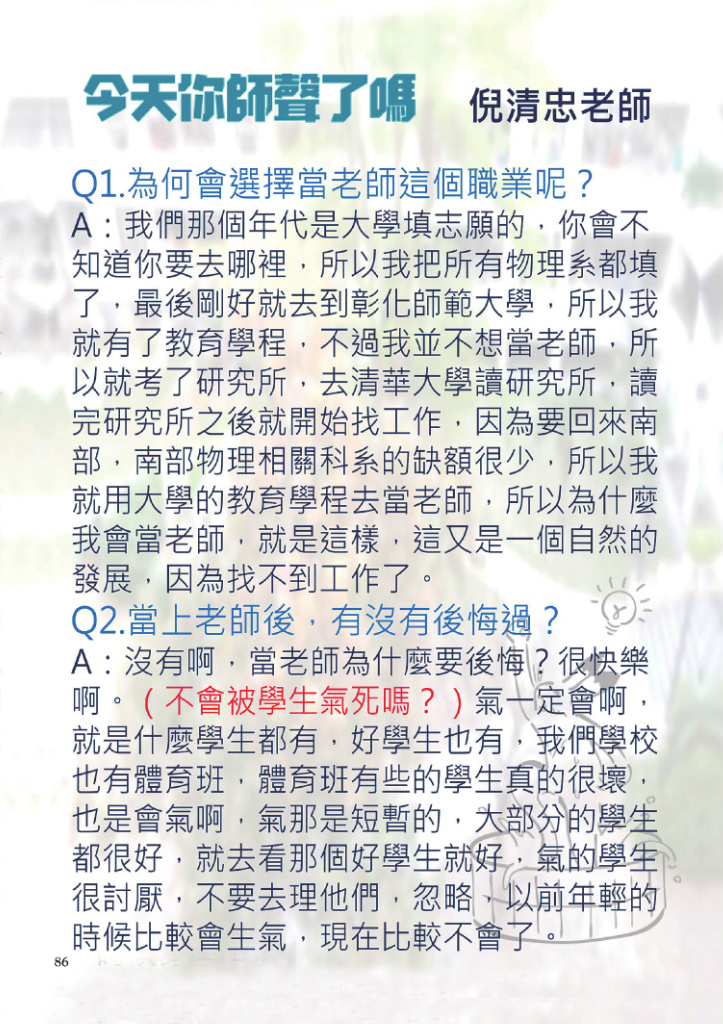 今天你師聲了嗎 倪清忠老師
Q1.為何會選擇當老師這個職業呢？
A：我們那個年代是大學填志願的，你會不
知道你要去哪裡，所以我把所有物理系都填
了，最後剛好就去到彰化師範大學，所以我
就有了教育學程，不過我並不想當老師，所
以就考了研究所，去清華大學讀研究所，讀
完研究所之後就開始找工作，因為要回來南
部，南部物理相關科系的缺額很少，所以我
就用大學的教育學程去當老師，所以為什麼
我會當老師，就是這樣，這又是一個自然的
發展，因為找不到工作了。
Q2.當上老師後，有沒有後悔過？
A：沒有啊，當老師為什麼要後悔？很快樂
啊。（不會被學生氣死嗎？）氣一定會啊，
就是什麼學生都有，好學生也有，我們學校
也有體育班，體育班有些的學生真的很壞，
也是會氣啊，氣那是短暫的，大部分的學生
都很好，就去看那個好學生就好，氣的學生
很討厭，不要去理他們，忽略，以前年輕的
時候比較會生氣，現在比較不會了。
86